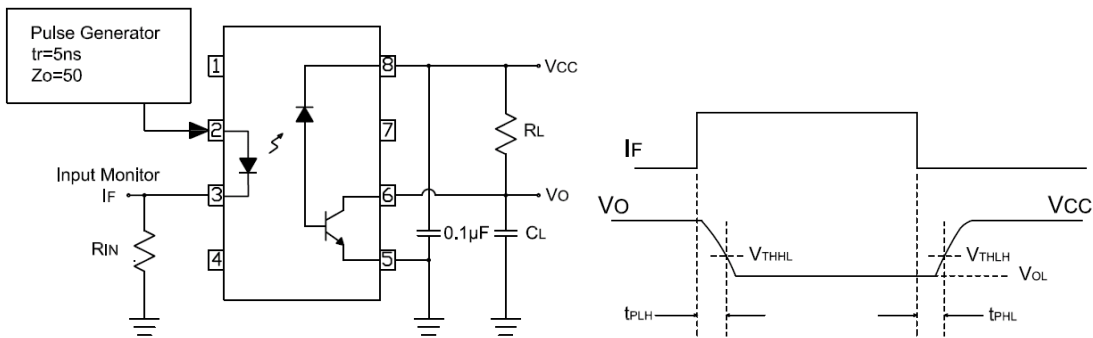 Pulse Generator
tr=5ns
Zo=50
1
2
3
4
8
7
6
5
Input Monitor
IF
RIN
VCC
RL
VO
0.1µF
CL
IF
VO
VCC
VTHHL
VTHLH
VOL
tPLH
tPHL